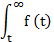 ∫_t^∞ f (t)